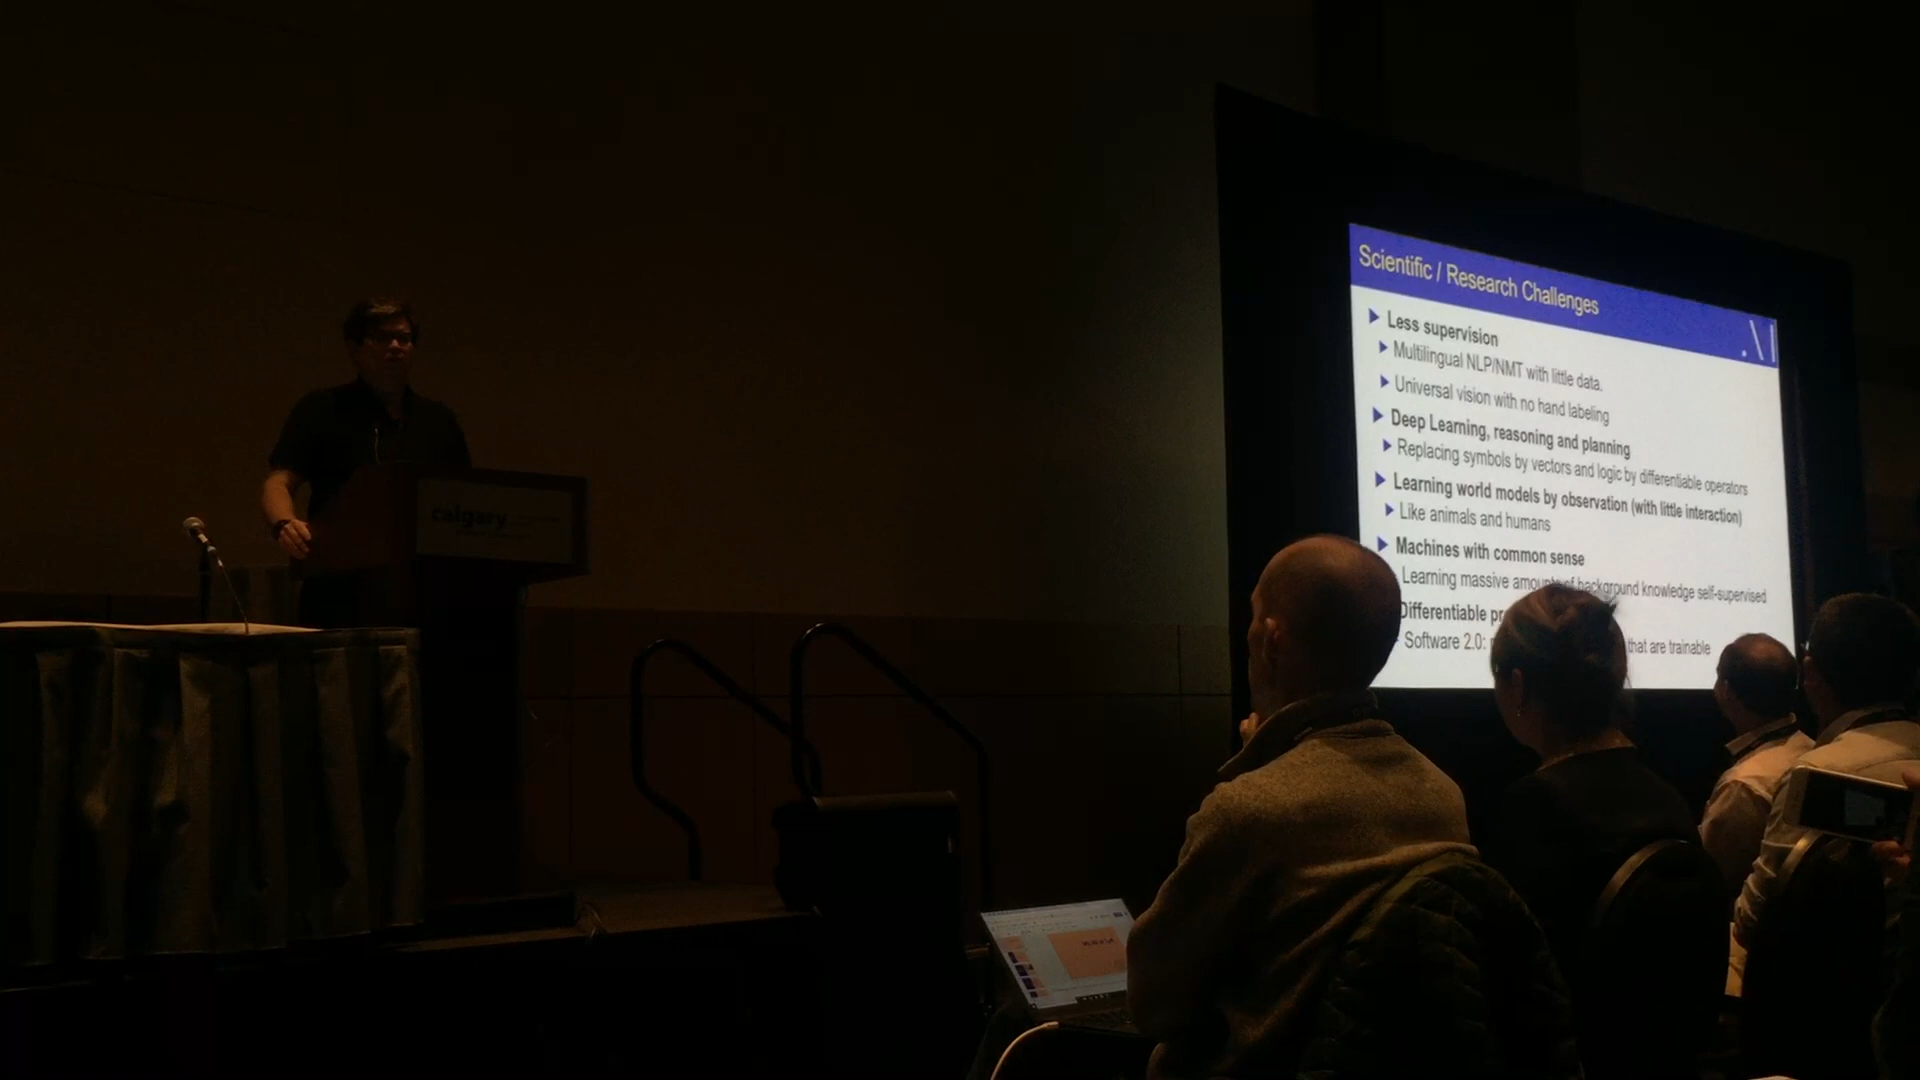 Scientific / Research Challenges
Less supervision
Multilingual NLP/NMT with little data.
Universal vision with no hand labeling
Deep Learning, reasoning and planning
Replacing symbols by vectors and logic by differentiable operators
Learning world models by observation (with little interaction)
Like animals and humans
Machines with common sense
Learning massive amounts of background knowledge self-supervised
Differentiable
Software 2.0: that are trainable
calgary